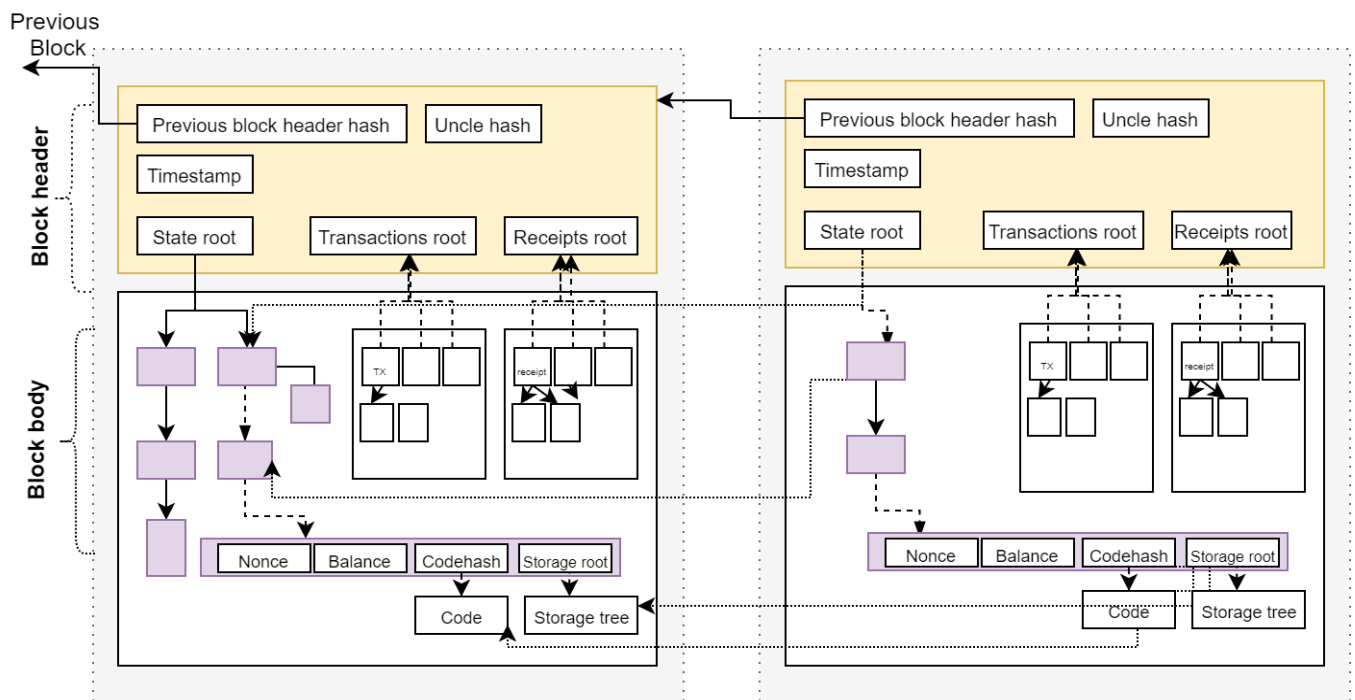 Previous
Block
Block header
Previous block header hash
Uncle hash
Timestamp
State root
Transactions root
Receipts root
Block body
TX
receipt
Nonce
Balance
Codehash
Storage root
Code
Storage tree
Previous block header hash
Uncle hash
Timestamp
State root
Transactions root
Receipts root
TX
receipt
Nonce
Balance
Codehash
Storage root
Code
Storage tree